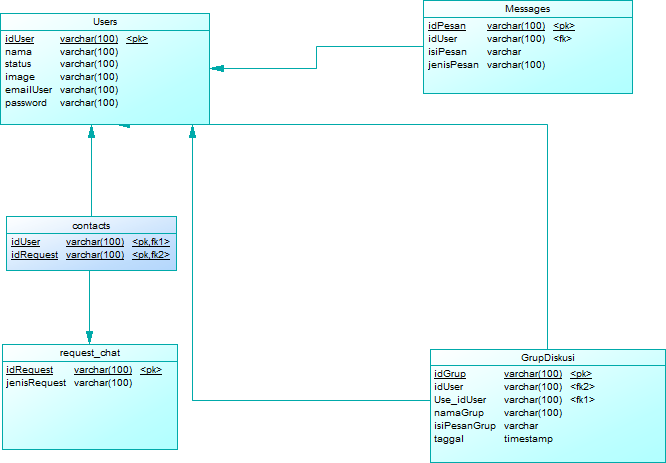 Users
idUser varchar(100) <pk>
nama varchar(100)
status varchar(100)
image varchar(100)
emailUser varchar(100)
password varchar(100)
Messages
idPesan varchar(100) <pk>
idUser varchar(100) <fk>
isiPesan varchar
jenisPesan varchar(100)
contacts
idUser varchar(100) <pk,fk1>
idRequest varchar(100) <pk,fk2>
request_chat
idRequest varchar(100) <pk>
jenisRequest varchar(100)
GrupDiskusi
idGrup varchar(100) <pk>
idUser varchar(100) <fk2>
Use_idUser varchar(100) <fk1>
namaGrup varchar(100)
isiPesanGrup varchar
taggal timestamp